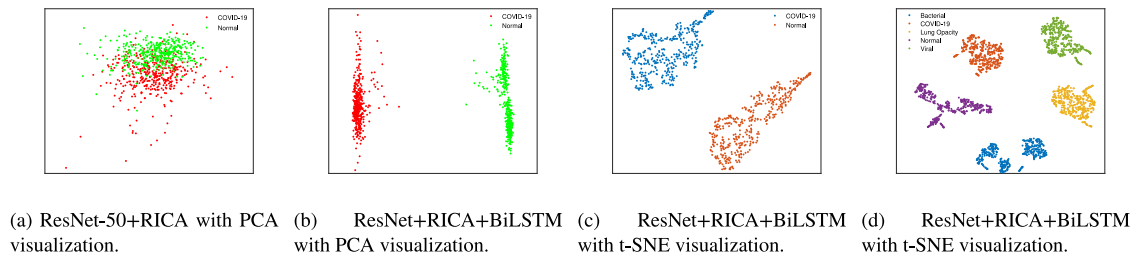 COVID-19
Normal
COVID-19
Normal
COVID-19
Normal
Bacterial
COVID-19
Lung Opacity
Normal
Viral
(a) ResNet-50+RICA with PCA
visualization.
(b) ResNet+RICA+BiLSTM
with PCA visualization.
(c) ResNet+RICA+BiLSTM
with t-SNE visualization.
(d) ResNet+RICA+BiLSTM
with t-SNE visualization.